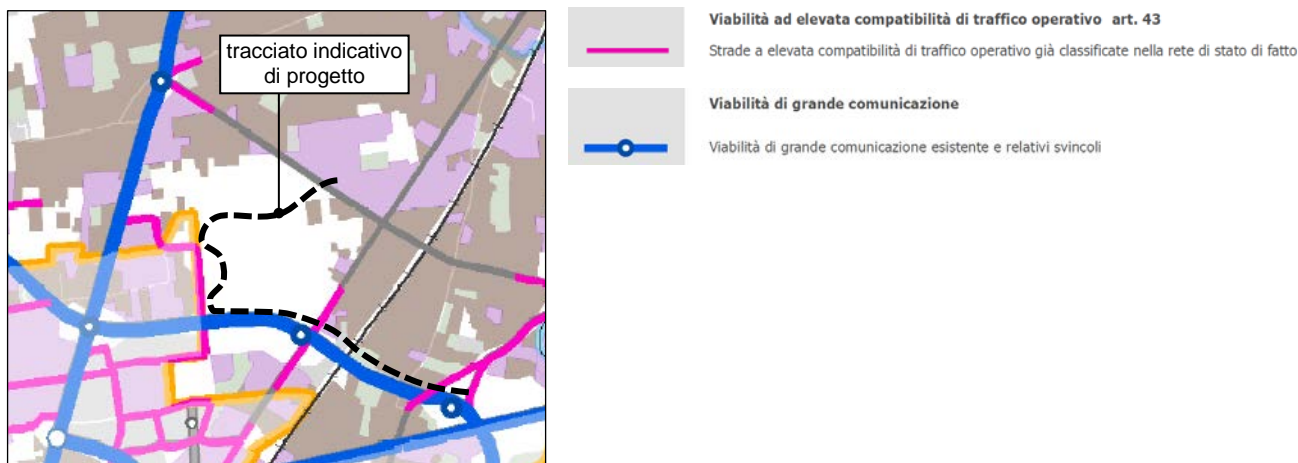 tracciato indicativo
di progetto
Viabilità ad elevata compatibilità di traffico operativo art. 43
Strade a elevata compatibilità di traffico operativo già classificate nella rete di stato di fatto
Viabilità di grande comunicazione
Viabilità di grande comunicazione esistente e relativi svincoli